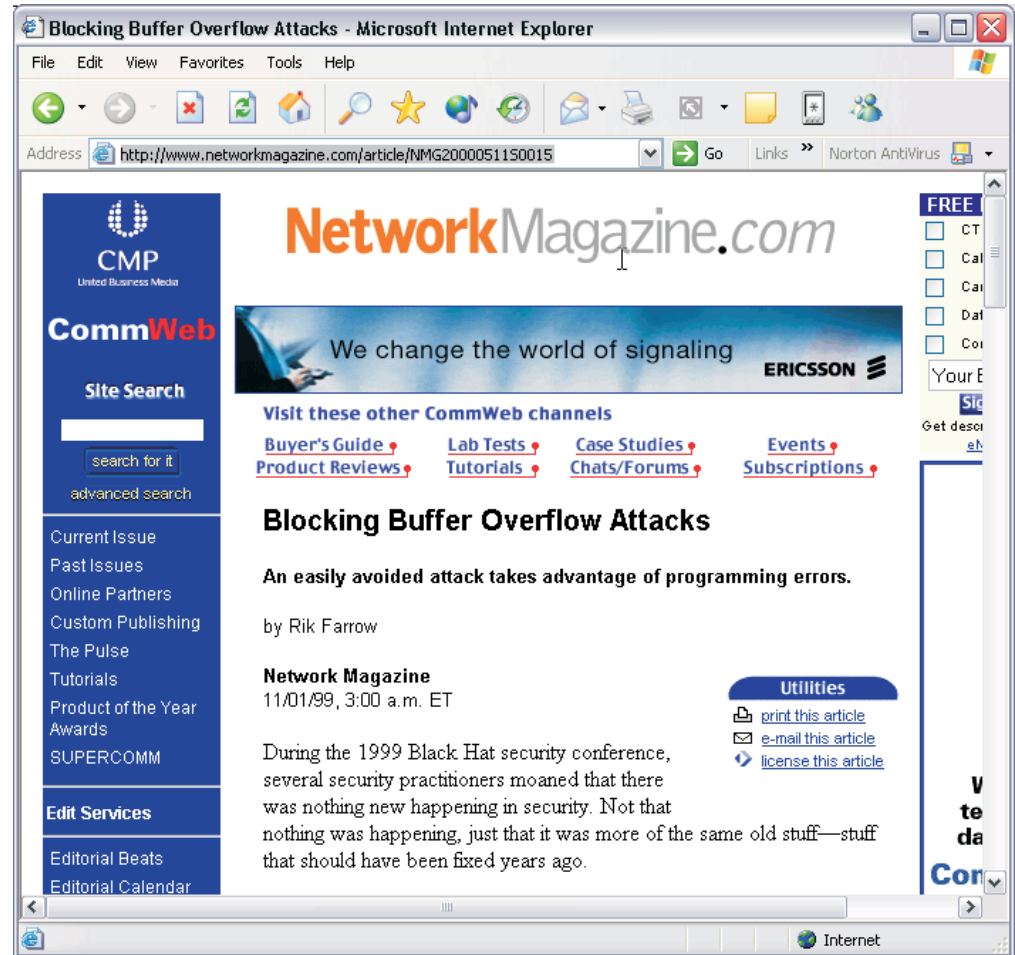 Blocking Buffer Overflow Attacks - Microsoft Internet Explorer
File Edit View Favorites Tools Help
Address http://www.networkmagazine.com/article/NMG20000511S0015 Go Links » Norton AntiVirus
CMP
United Business Media
CommWeb
Site Search
search for it
advanced search
Current Issue
Past Issues
Online Partners
Custom Publishing
The Pulse
Tutorials
Product of the Year
Awards
SUPERCOMM
Edit Services
Editorial Beats
Editorial Calendar
NetworkMagazine.com
We change the world of signaling
ERICSSON
Visit these other CommWeb channels
Buyer's Guide Lab Tests Case Studies Events
Product Reviews Tutorials Chats/Forums Subscriptions
Blocking Buffer Overflow Attacks
An easily avoided attack takes advantage of programming errors.
by Rik Farrow
Network Magazine
11/01/99, 3:00 a.m. ET
Utilities
print this article
e-mail this article
license this article
During the 1999 Black Hat security conference,
several security practitioners moaned that there
was nothing new happening in security. Not that
nothing was happening, just that it was more of the same old stuff—stuff
that should have been fixed years ago.
FREE
CT
Cal
Dat
Your E
Get descri
te
da
Internet